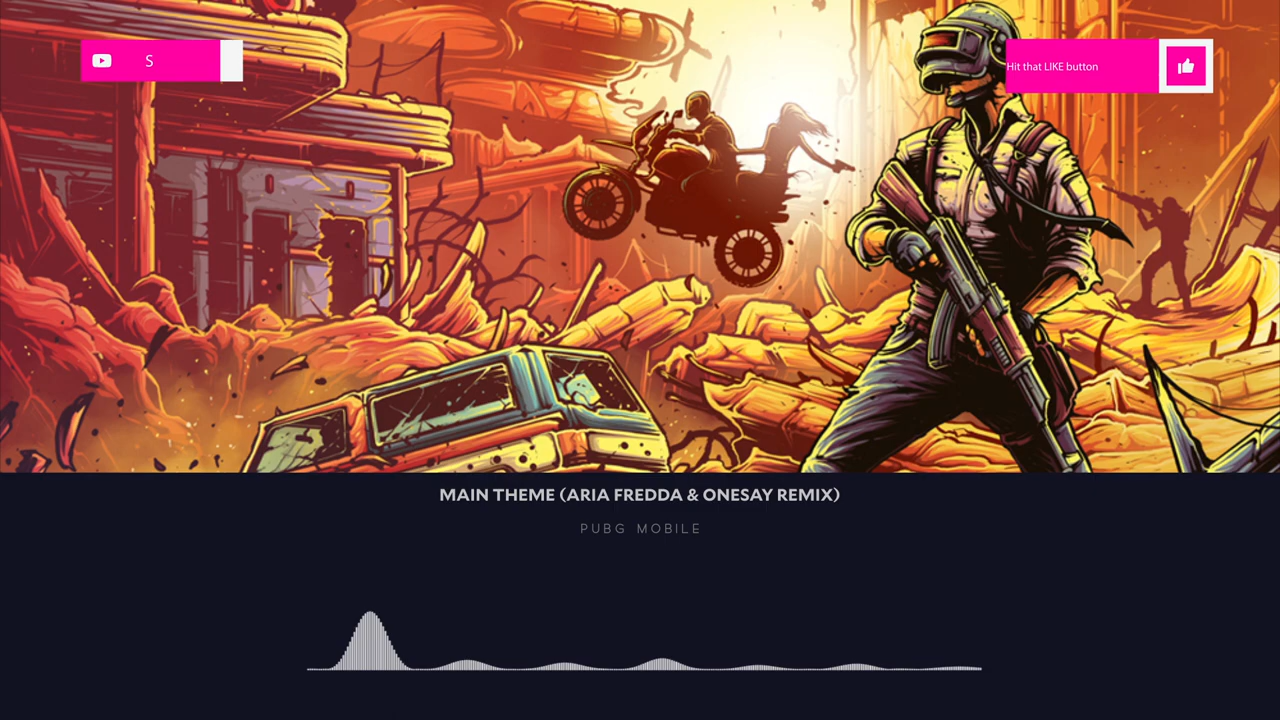 S
Hit that LIKE button
MAIN THEME (ARIA FREDDA & ONESAY REMIX)
PUBG MOBILE